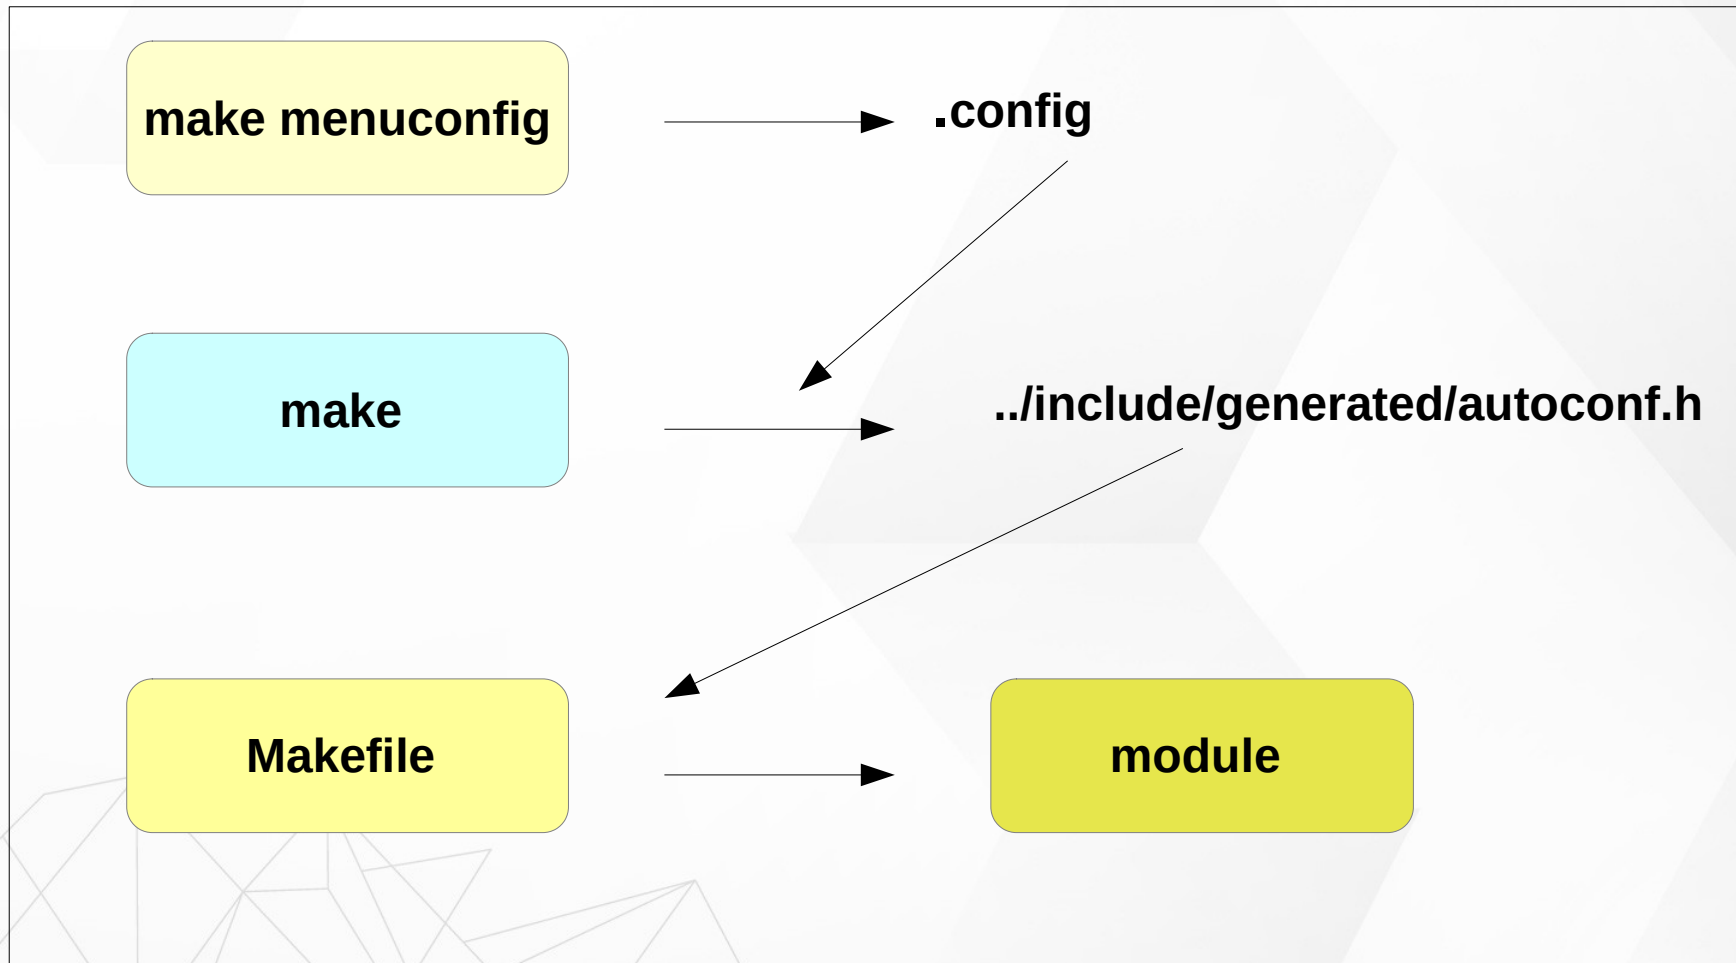 make menuconfig
.config
make
../include/generated/autoconf.h
Makefile
module